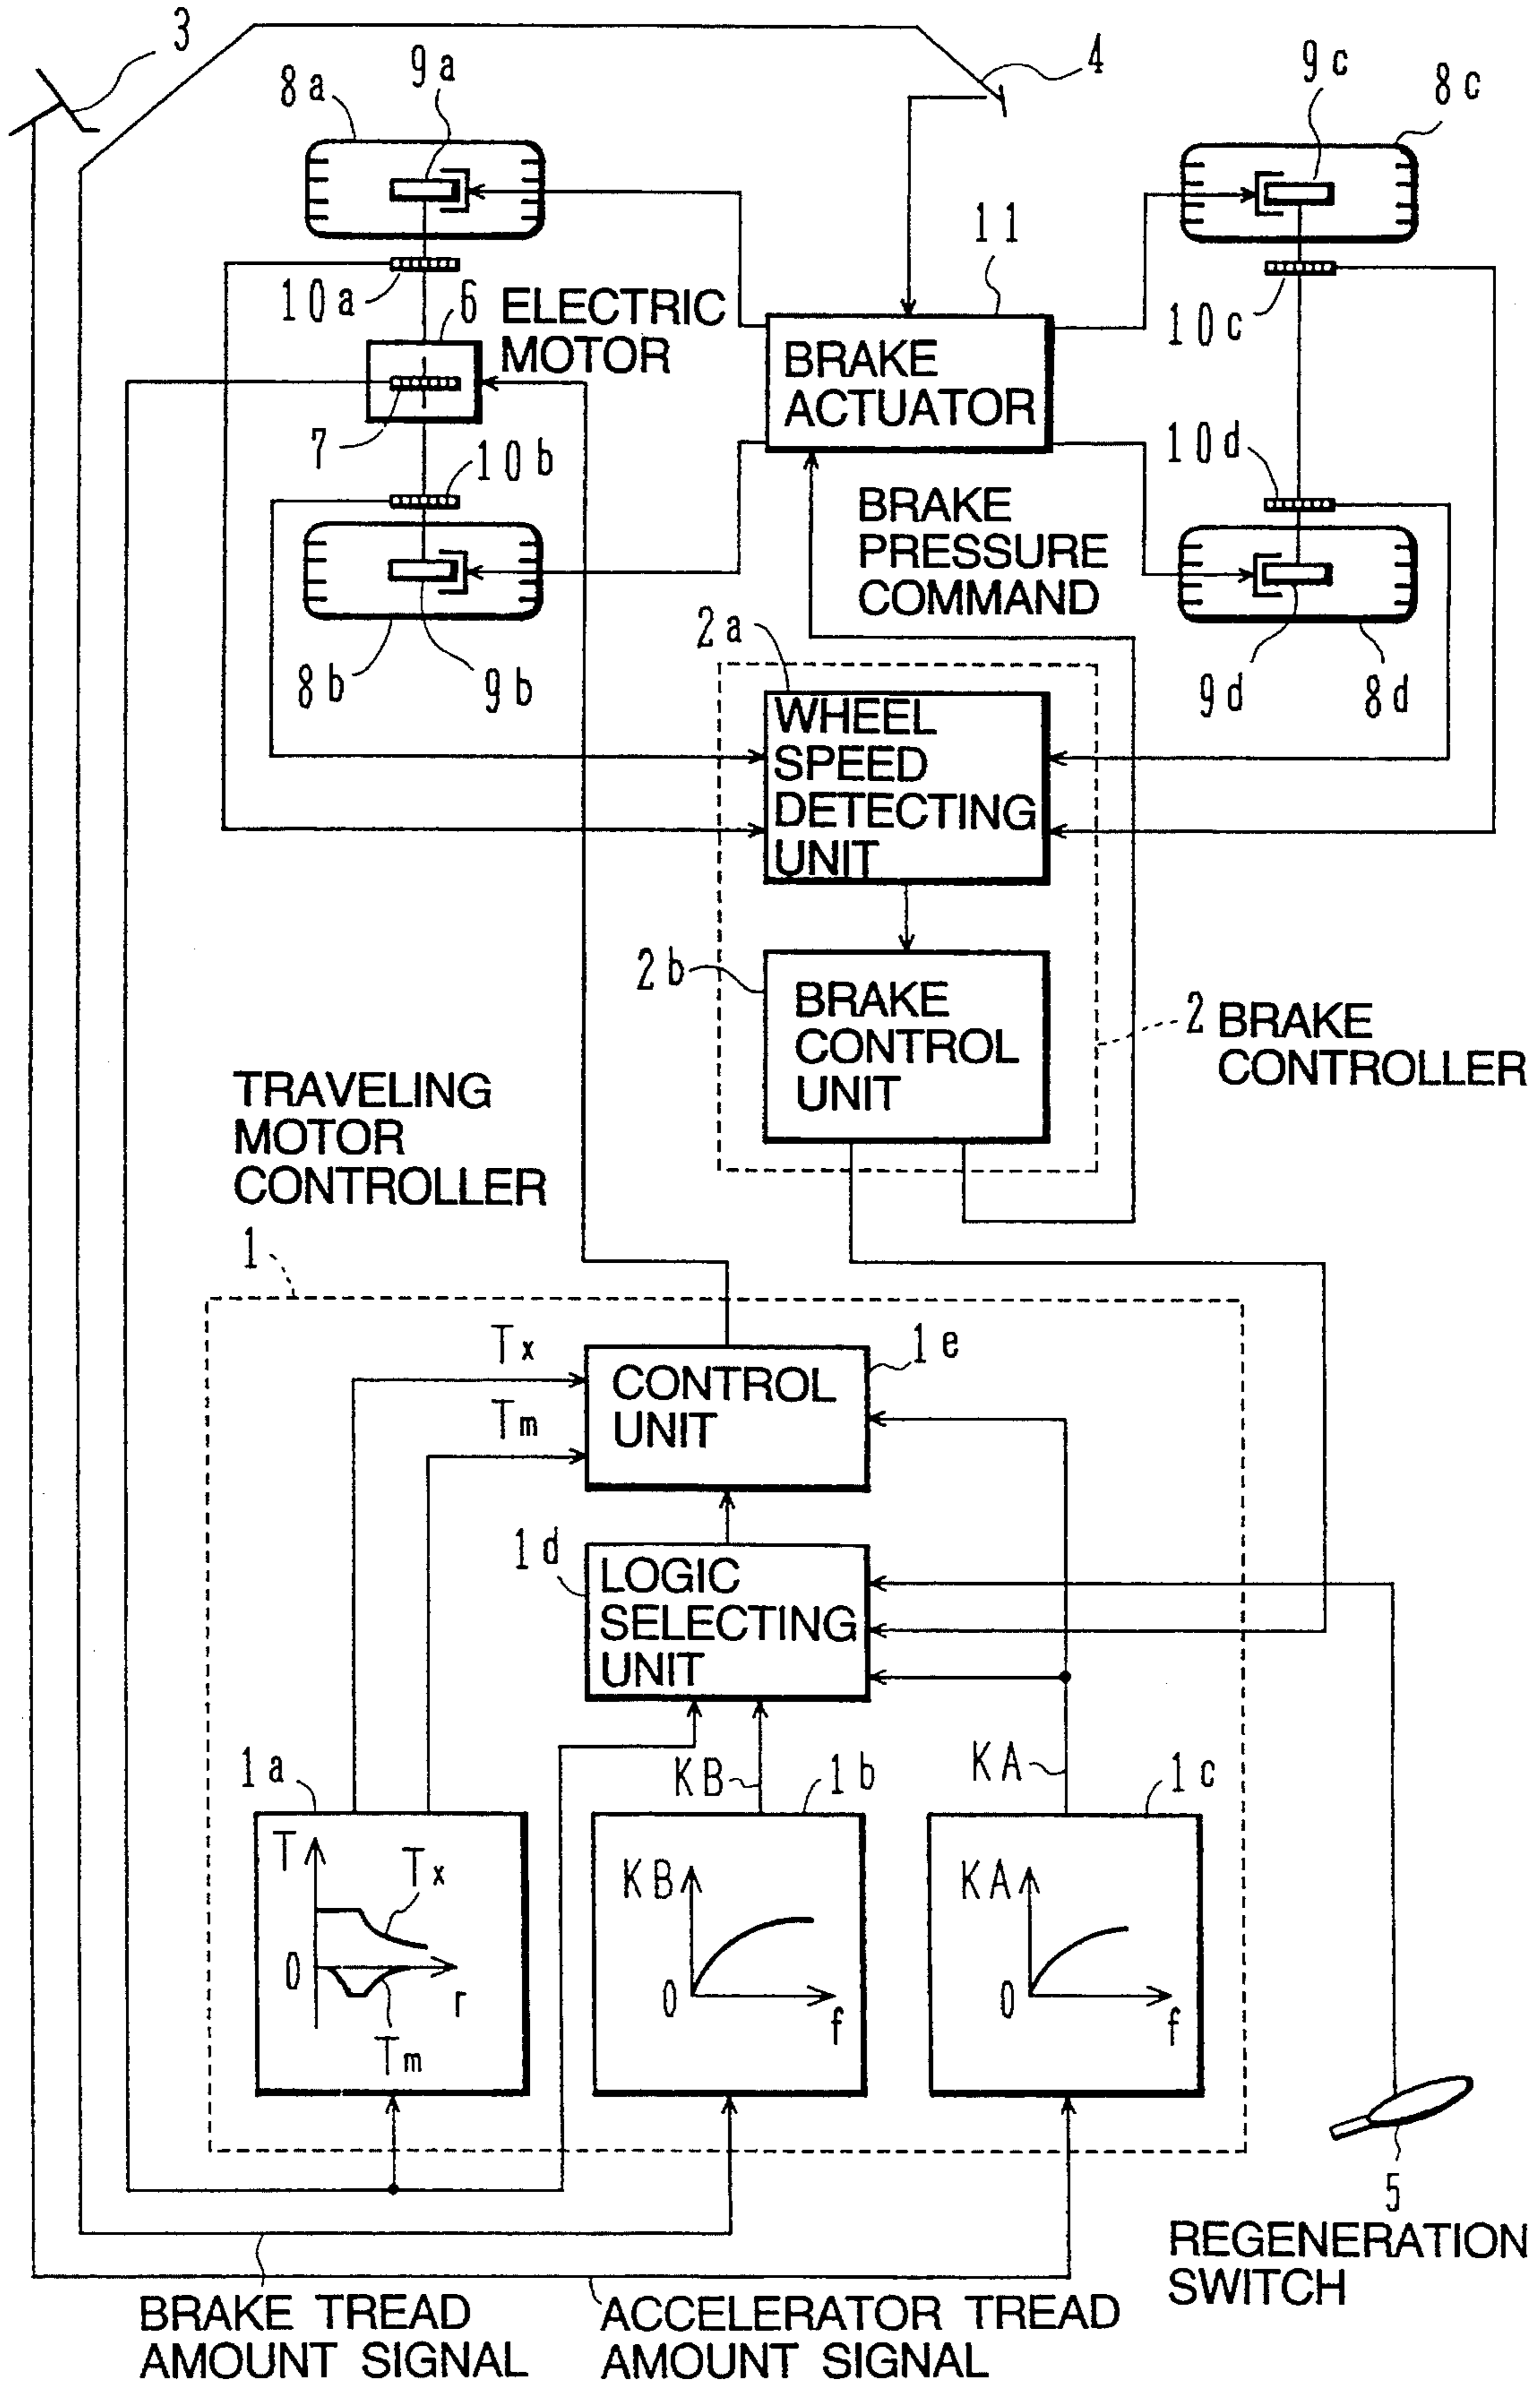 3
9a
8a
4
9c
8c
11
10a
6
ELECTRIC
MOTOR
10c
BRAKE
ACTUATOR
7
10b
10d
BRAKE
PRESSURE
COMMAND
2a
8b
9b
9d
8d
WHEEL
SPEED
DETECTING
UNIT
2b
BRAKE
CONTROL
UNIT
2
BRAKE
CONTROLLER
TRAVELING
MOTOR
CONTROLLER
1
Tx
1e
CONTROL
UNIT
Tm
1d
LOGIC
SELECTING
UNIT
1a
KB
1b
KA
1c
T
Tx
0
r
Tm
KB
0
f
KA
0
f
5
REGENERATION
SWITCH
BRAKE TREAD
AMOUNT SIGNAL
ACCELERATOR TREAD
AMOUNT SIGNAL